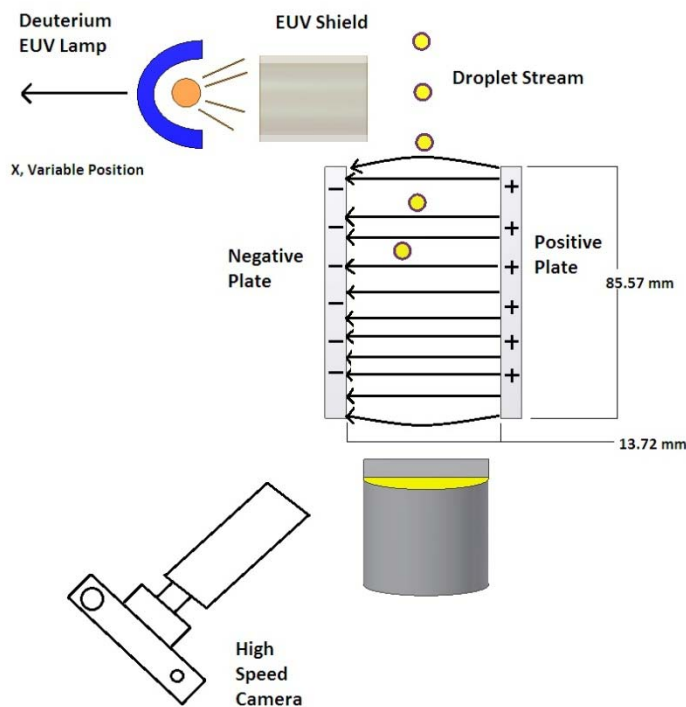 Deuterium
EUV Lamp
EUV Shield
Droplet Stream
X, Variable Position
Negative
Plate
Positive
Plate
85.57 mm
13.72 mm
High
Speed
Camera